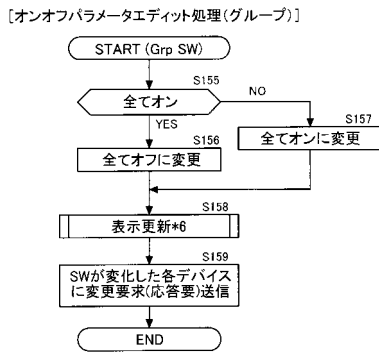 [オンオフパラメータエディット処理(グループ)]
START (Grp SW)
S155
全てオン
NO
YES
S157
全てオンに変更
S156
全てオフに変更
S158
表示更新*6
S159
SWが変化した各デバイス
に変更要求(応答要)送信
END